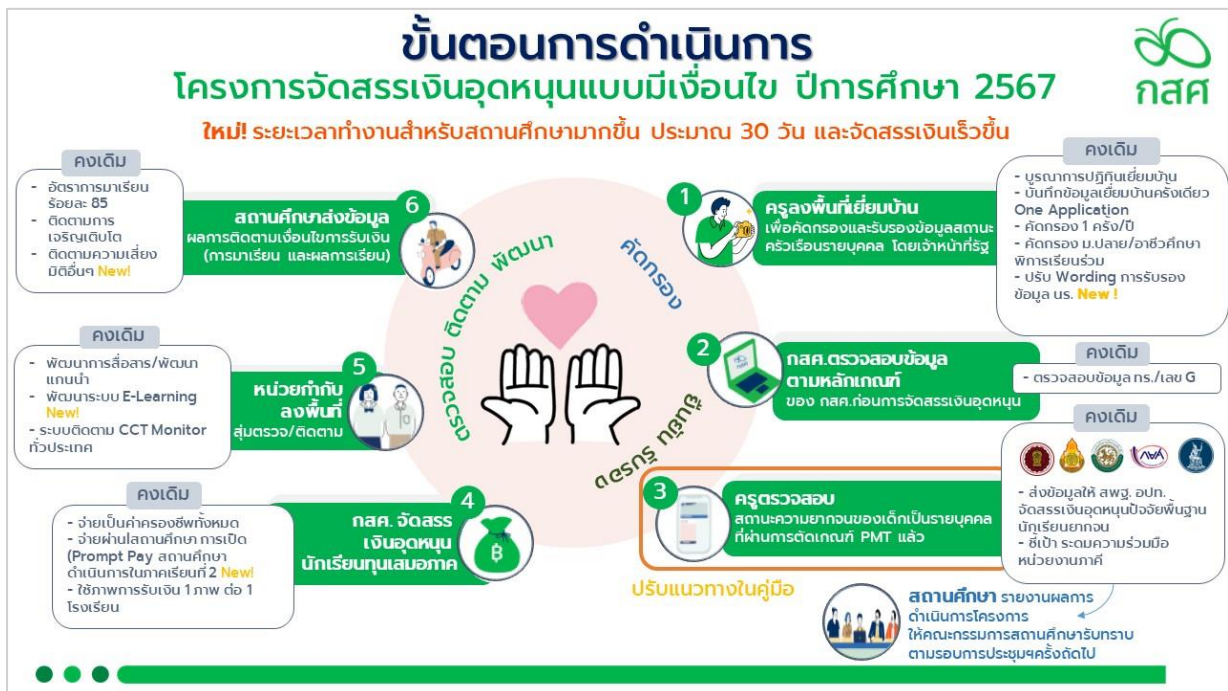 ขั้นตอนการดำเนินการ
โครงการจัดสรรเงินอุดหนุนแบบมีเงื่อนไข ปีการศึกษา 2567
กสศ
ใหม่! ระยะเวลาทำงานสำหรับสถานศึกษามากขึ้น ประมาณ 30 วัน และจัดสรรเงินเร็วขึ้น
คัดกรอง
ยืนยัน รับรอง
ตรวจสอบ ติดตาม พัฒนา
1
ครูลงพื้นที่เยี่ยมบ้าน
เพื่อคัดกรองและรับรองข้อมูลสถานะ
ครัวเรือนรายบุคคล โดยเจ้าหน้าที่รัฐ
คงเดิม
- บูรณาการปฏิทินเยี่ยมบ้าน
- บันทึกข้อมูลเยี่ยมบ้านครั้งเดียว
One Application
- คัดกรอง 1 ครั้ง/ปี
- คัดกรอง ม.ปลาย/อาชีวศึกษา
พิการเรียนร่วม
- ปรับ Wording การรับรอง
ข้อมูล นร. New !
2
กสศ.ตรวจสอบข้อมูล
ตามหลักเกณฑ์
ของ กสศ.ก่อนการจัดสรรเงินอุดหนุน
คงเดิม
- ตรวจสอบข้อมูล ทร./เลข G
3
ครูตรวจสอบ
สถานะความยากจนของเด็กเป็นรายบุคคล
ที่ผ่านการตัดเกณฑ์ PMT แล้ว
ปรับแนวทางในคู่มือ
คงเดิม
- ส่งข้อมูลให้ สพฐ. อปท.
จัดสรรเงินอุดหนุนปัจจัยพื้นฐาน
นักเรียนยากจน
- ชี้เป้า ระดมความร่วมมือ
หน่วยงานภาคี
สถานศึกษา รายงานผลการ
ดำเนินการโครงการ
ให้คณะกรรมการสถานศึกษารับทราบ
ตามรอบการประชุมฯครั้งถัดไป
4
กสศ. จัดสรร
เงินอุดหนุน
นักเรียนทุนเสมอภาค
คงเดิม
- จ่ายเป็นค่าครองชีพทั้งหมด
- จ่ายผ่านสถานศึกษา การเปิด
(Prompt Pay สถานศึกษา
ดำเนินการในภาคเรียนที่ 2 New!
- ใช้ภาพการรับเงิน 1 ภาพ ต่อ 1
โรงเรียน
5
หน่วยกำกับ
ลงพื้นที่
สุ่มตรวจ/ติดตาม
คงเดิม
- พัฒนาการสื่อสาร/พัฒนา
แกนนำ
- พัฒนาระบบ E-Learning
New!
- ระบบติดตาม CCT Monitor
ทั่วประเทศ
6
สถานศึกษาส่งข้อมูล
ผลการติดตามเงื่อนไขการรับเงิน
(การมาเรียน และผลการเรียน)
คงเดิม
- อัตราการมาเรียน
ร้อยละ 85
- ติดตามการ
เจริญเติบโต
- ติดตามความเสี่ยง
มิติอื่นๆ New!